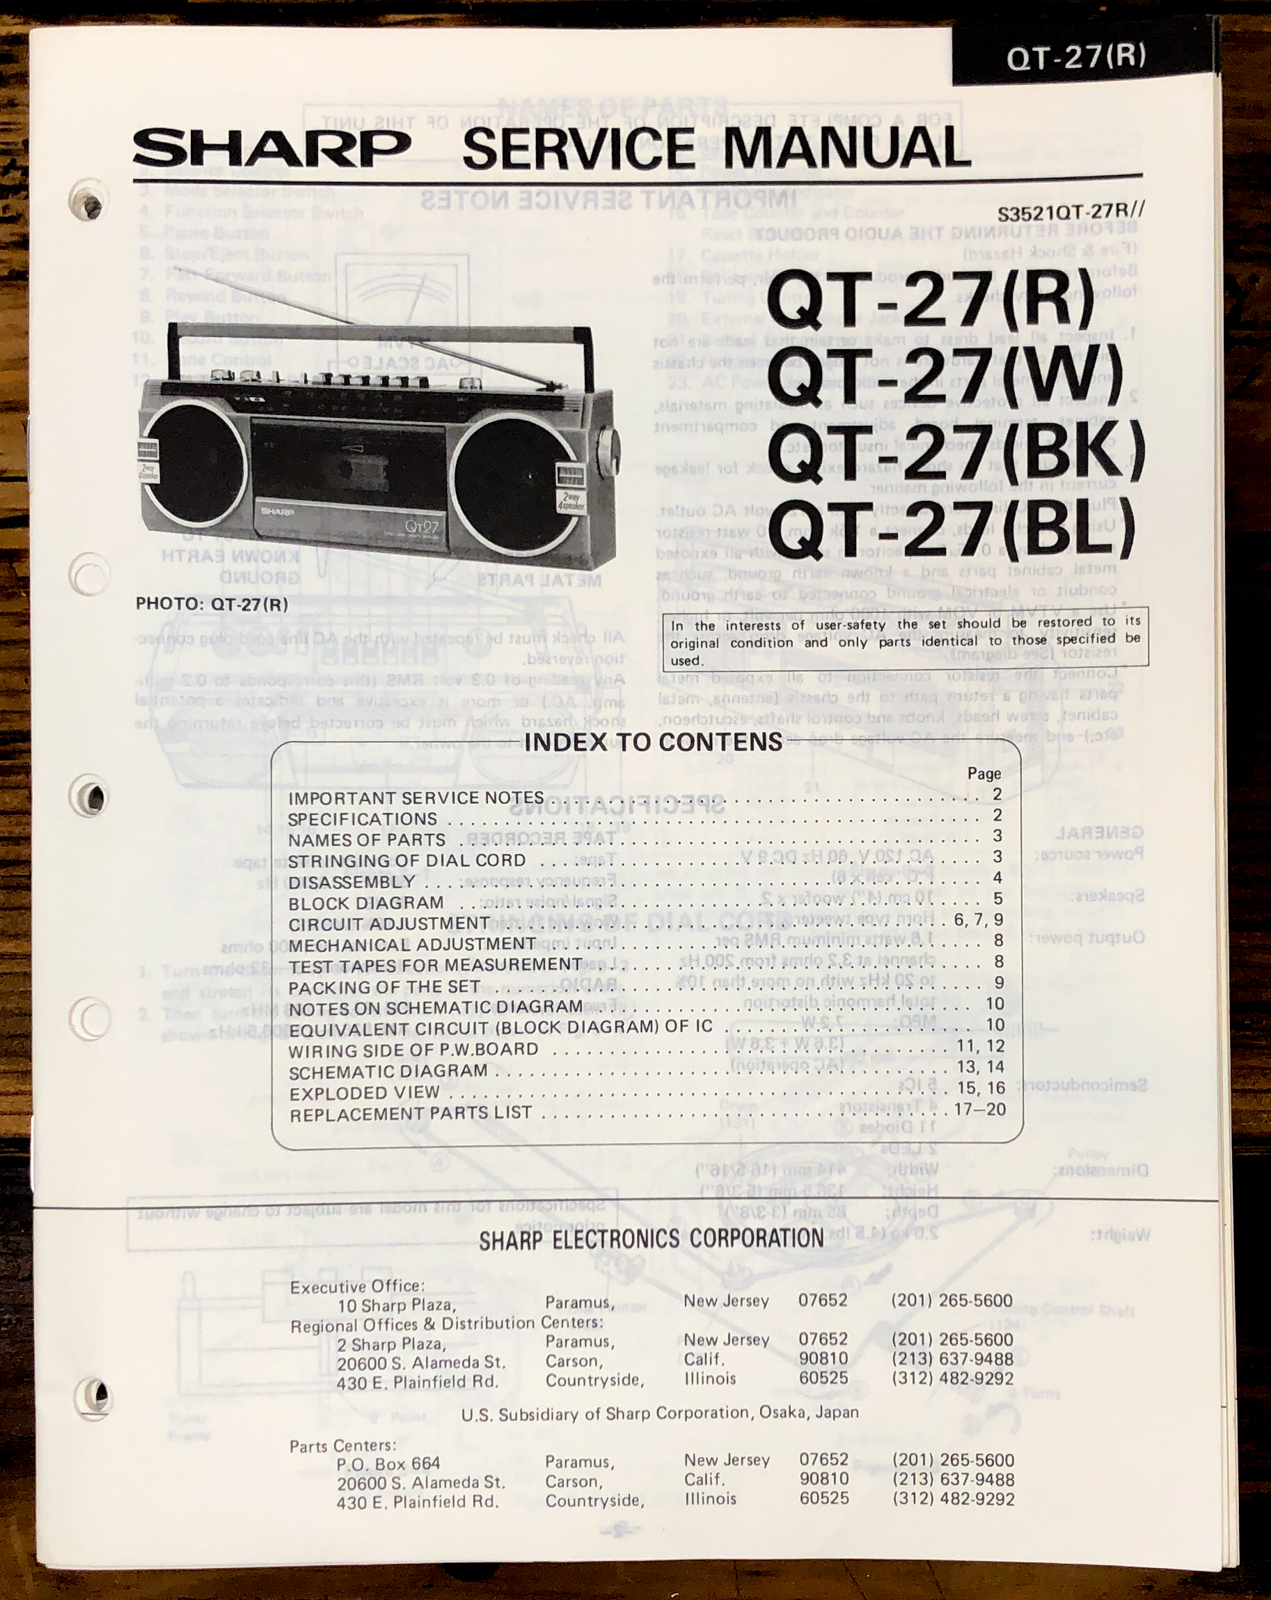 QT-27(R)
SHARP SERVICE MANUAL
S3521QT-27R//
QT-27(R)
QT-27(W)
QT-27(BK)
QT-27(BL)
2way
4speaker
SHARP
QT27
PHOTO: QT-27(R)
In the interests of user-safety the set should be restored to its
original condition and only parts identical to those specified be
used.
INDEX TO CONTENS
Page
IMPORTANT SERVICE NOTES 2
SPECIFICATIONS 2
NAMES OF PARTS 3
STRINGING OF DIAL CORD 3
DISASSEMBLY 4
BLOCK DIAGRAM 5
CIRCUIT ADJUSTMENT 6, 7, 9
MECHANICAL ADJUSTMENT 8
TEST TAPES FOR MEASUREMENT 8
PACKING OF THE SET 9
NOTES ON SCHEMATIC DIAGRAM 10
EQUIVALENT CIRCUIT (BLOCK DIAGRAM) OF IC 10
WIRING SIDE OF P.W.BOARD 11, 12
SCHEMATIC DIAGRAM 13, 14
EXPLODED VIEW 15, 16
REPLACEMENT PARTS LIST 17–20
SHARP ELECTRONICS CORPORATION
Executive Office:
10 Sharp Plaza, Paramus, New Jersey 07652 (201) 265-5600
Regional Offices & Distribution Centers:
2 Sharp Plaza, Paramus, New Jersey 07652 (201) 265-5600
20600 S. Alameda St. Carson, Calif. 90810 (213) 637-9488
430 E. Plainfield Rd. Countryside, Illinois 60525 (312) 482-9292
U.S. Subsidiary of Sharp Corporation, Osaka, Japan
Parts Centers:
P.O. Box 664 Paramus, New Jersey 07652 (201) 265-5600
20600 S. Alameda St. Carson, Calif. 90810 (213) 637-9488
430 E. Plainfield Rd. Countryside, Illinois 60525 (312) 482-9292